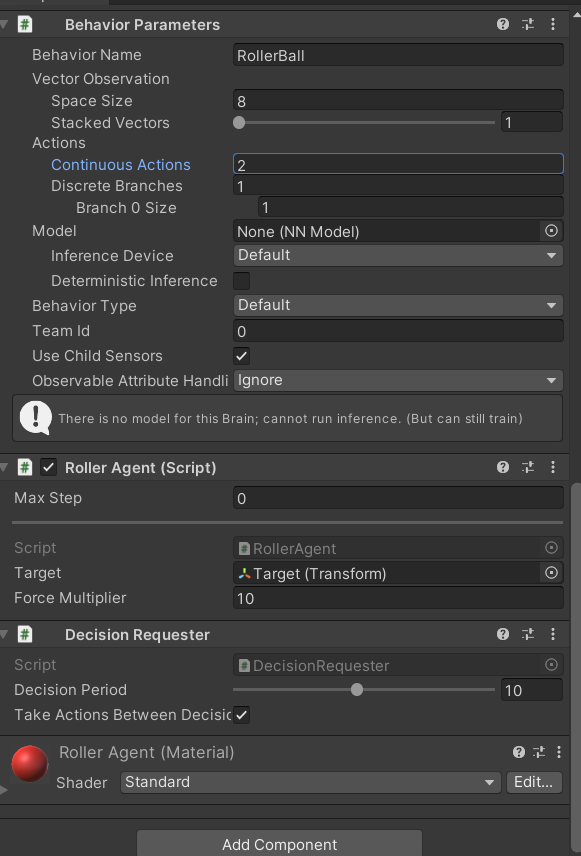 Behavior Parameters
Behavior Name RollerBall
Vector Observation
Space Size 8
Stacked Vectors 1
Actions
Continuous Actions 2
Discrete Branches 1
Branch 0 Size 1
Model None (NN Model)
Inference Device Default
Deterministic Inference
Behavior Type Default
Team Id 0
Use Child Sensors
Observable Attribute Handli Ignore
There is no model for this Brain; cannot run inference. (But can still train)
# Roller Agent (Script)
Max Step 0
Script RollerAgent
Target Target (Transform)
Force Multiplier 10
# Decision Requester
Script DecisionRequester
Decision Period 10
Take Actions Between Decisic
Roller Agent (Material)
Shader Standard Edit...
Add Component